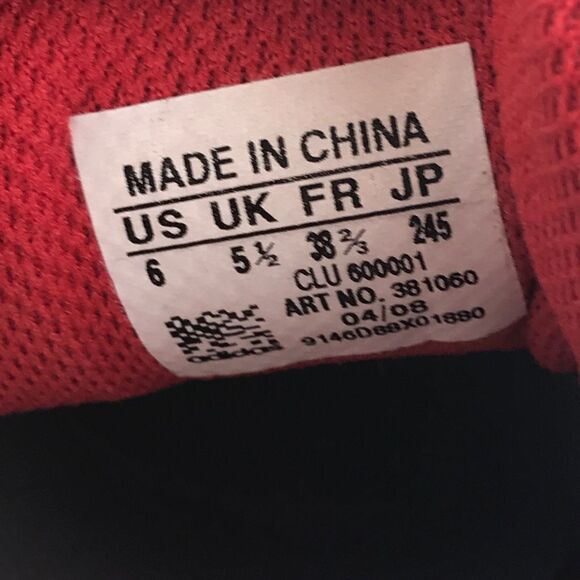 MADE IN CHINA
US UK FR JP
6 5½ 38⅔ 245
CLU 600001
ART NO. 381060
04/08
9146D88X01880
adidas